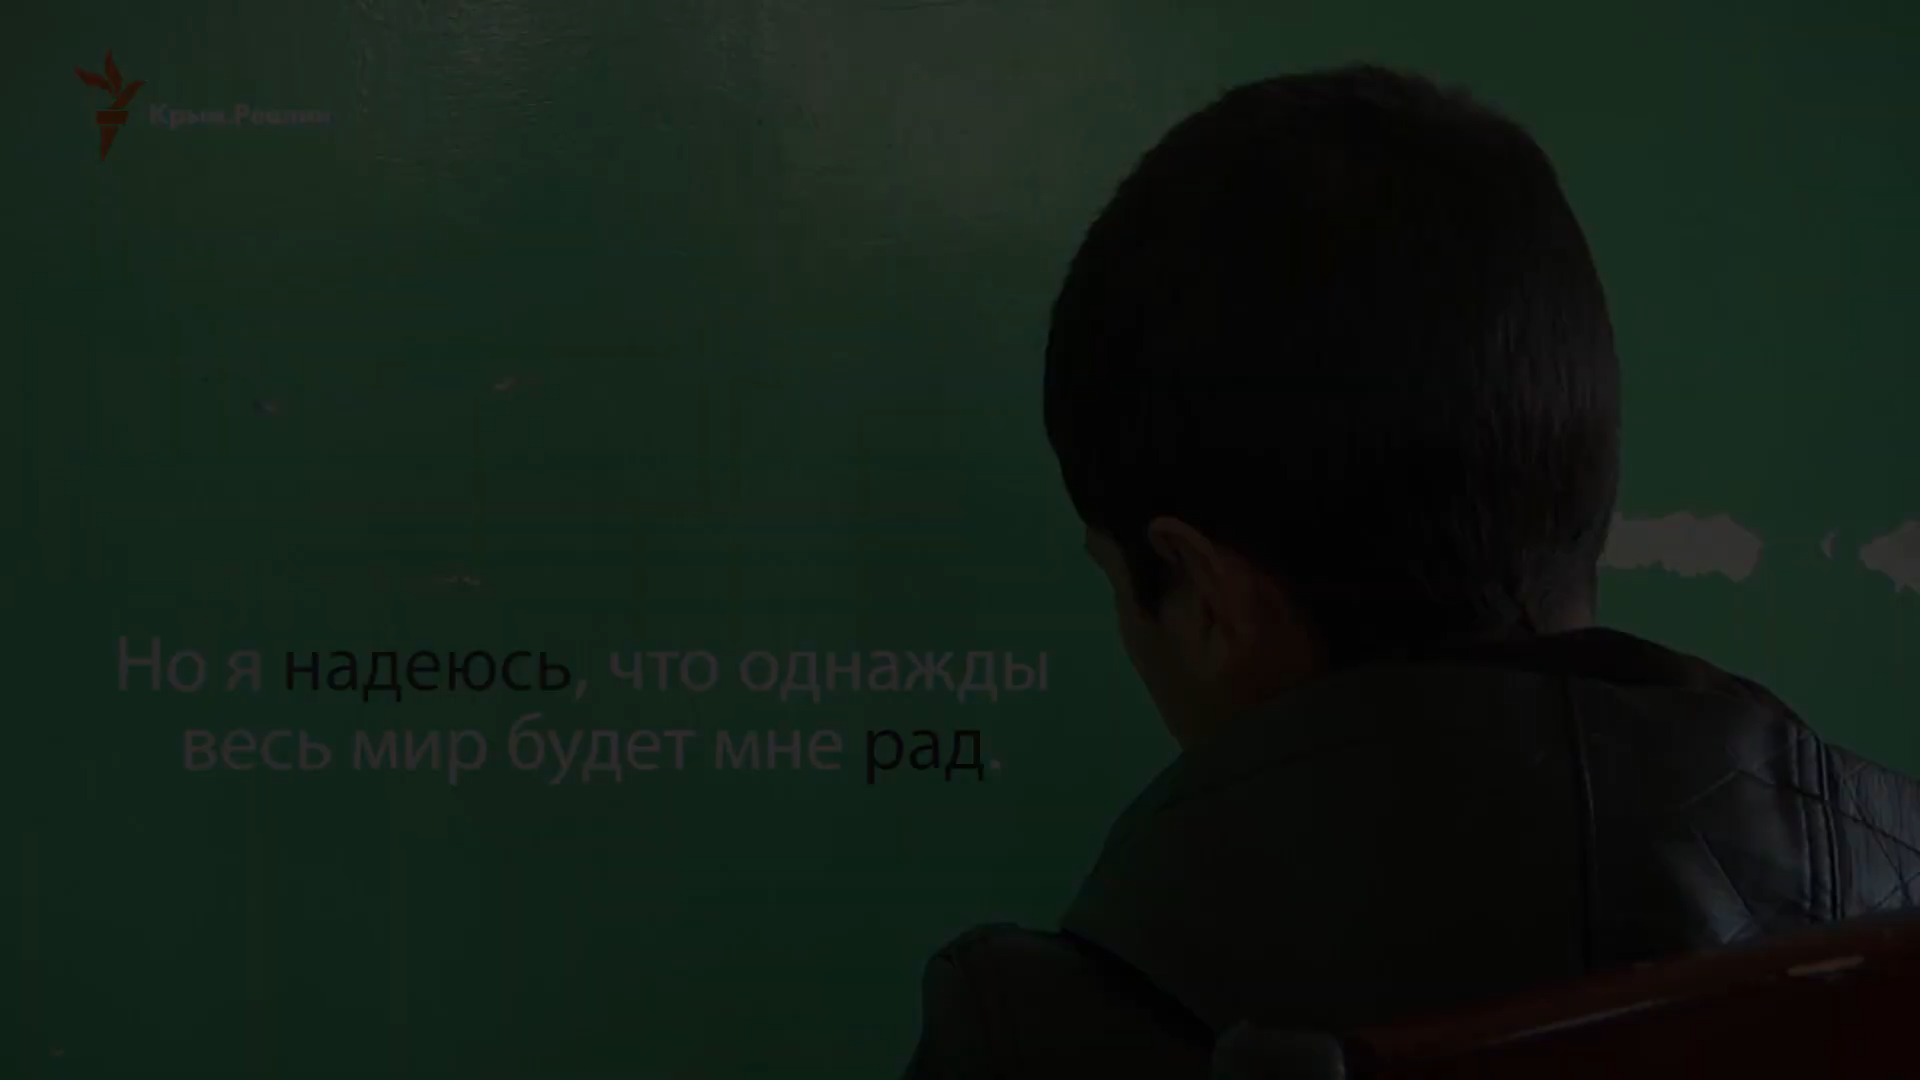 Крым.Реалии
Но я надеюсь, что однажды
весь мир будет мне рад.